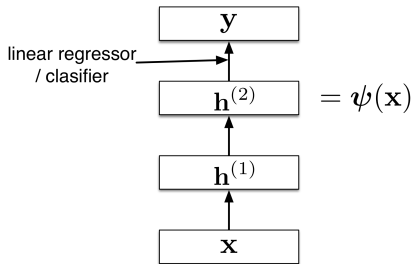 y
linear regressor
/ clasifier
h^{(2)} = ψ(x)
h^{(1)}
x